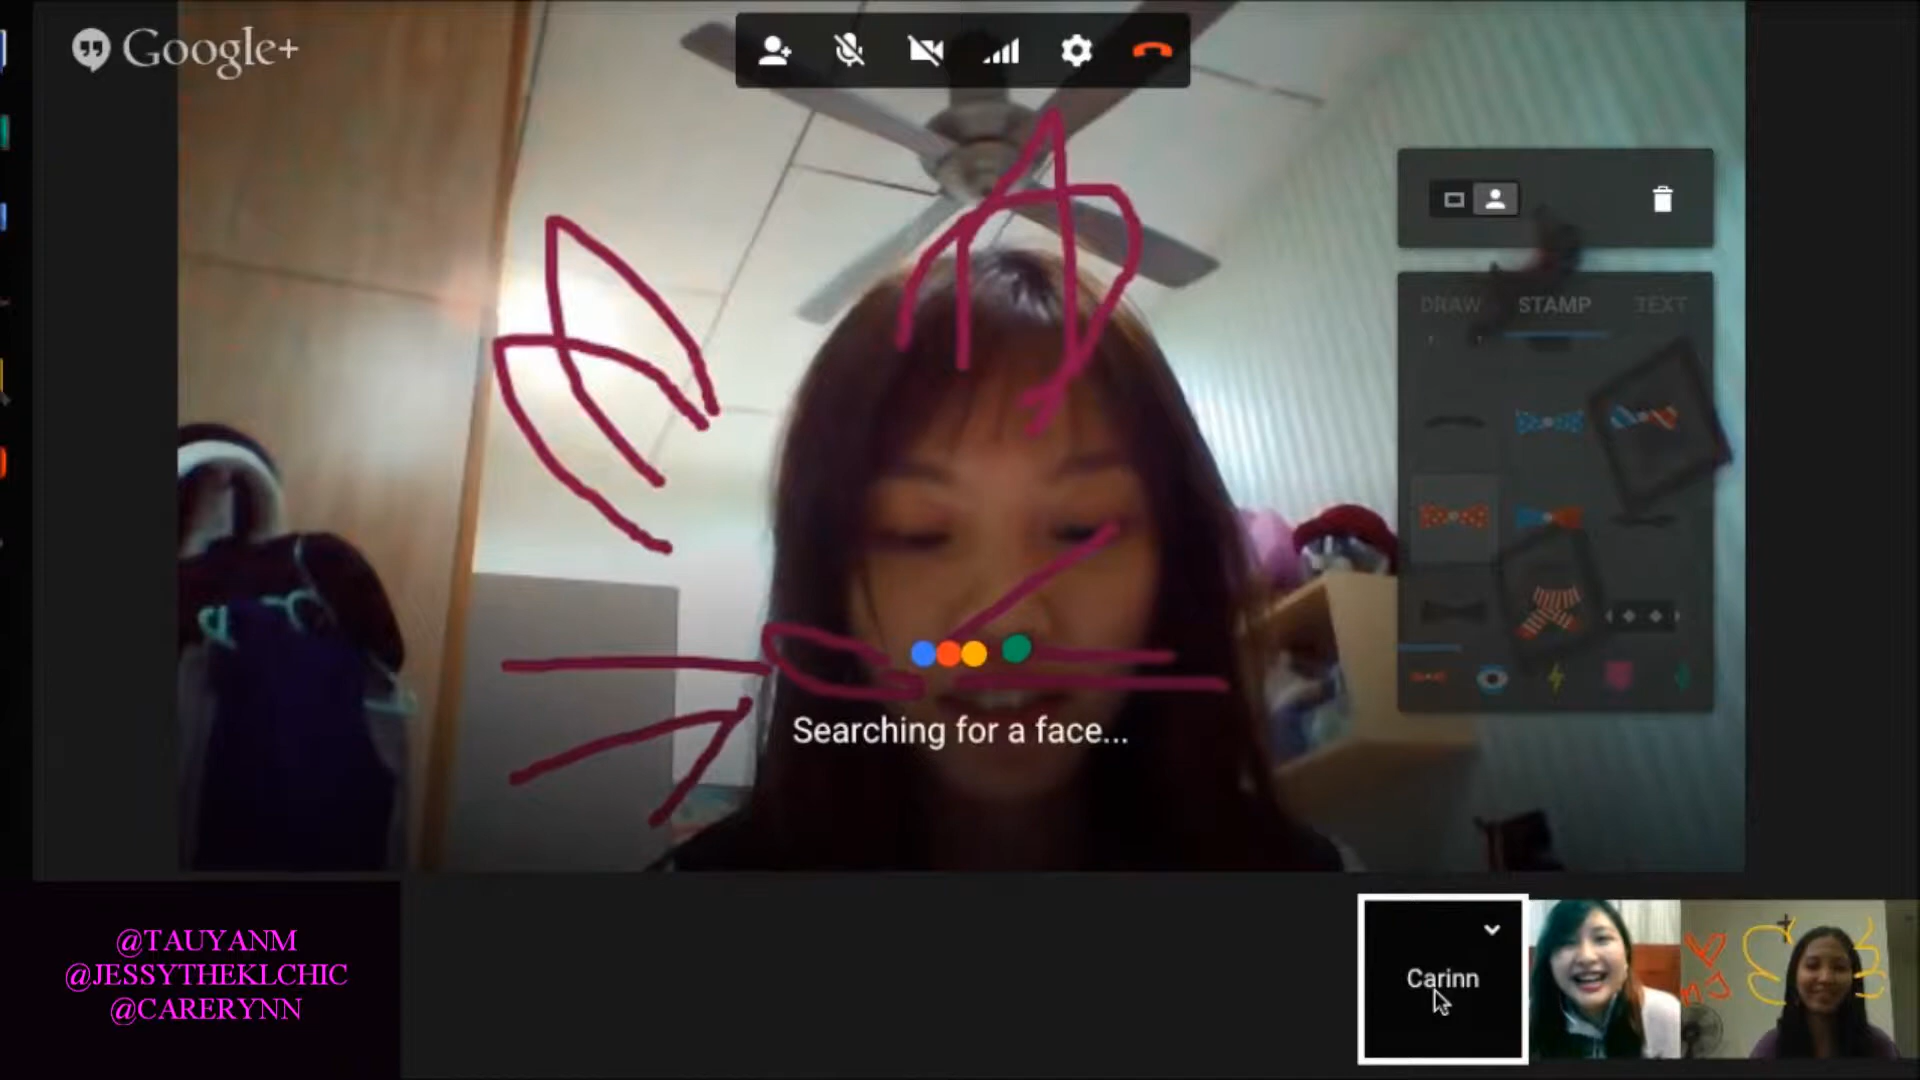 Google+
DRAW STAMP TEXT
Searching for a face...
@TAUYANM
@JESSYTHEKLCHIC
@CARERYNN
Carinn